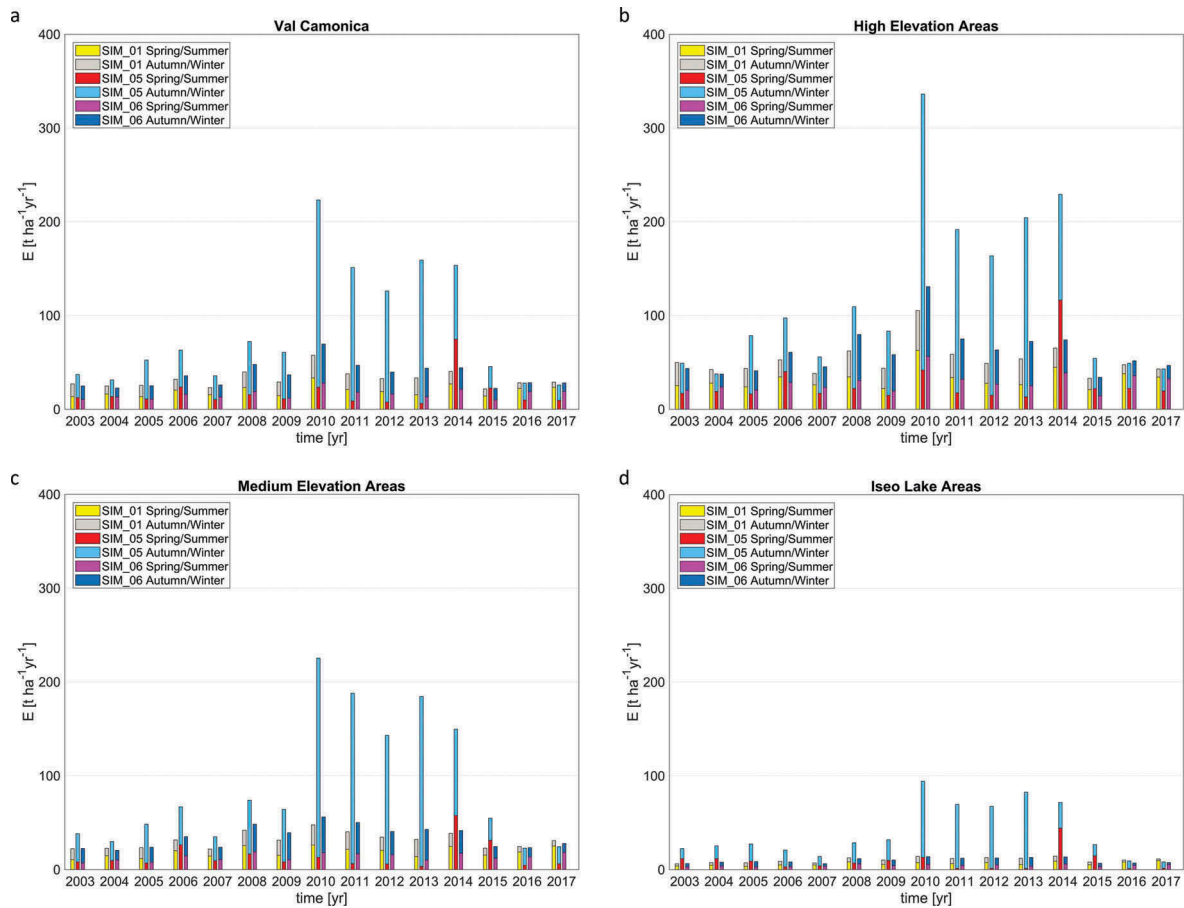 a
Val Camonica
400
300
200
100
0
E [t ha⁻¹yr⁻¹]
SIM_01 Spring/Summer
SIM_01 Autumn/Winter
SIM_05 Spring/Summer
SIM_05 Autumn/Winter
SIM_06 Spring/Summer
SIM_06 Autumn/Winter
2003 2004 2005 2006 2007 2008 2009 2010 2011 2012 2013 2014 2015 2016 2017
time [yr]
b
High Elevation Areas
400
300
200
100
0
E [t ha⁻¹yr⁻¹]
SIM_01 Spring/Summer
SIM_01 Autumn/Winter
SIM_05 Spring/Summer
SIM_05 Autumn/Winter
SIM_06 Spring/Summer
SIM_06 Autumn/Winter
2003 2004 2005 2006 2007 2008 2009 2010 2011 2012 2013 2014 2015 2016 2017
time [yr]
c
Medium Elevation Areas
400
300
200
100
0
E [t ha⁻¹yr⁻¹]
SIM_01 Spring/Summer
SIM_01 Autumn/Winter
SIM_05 Spring/Summer
SIM_05 Autumn/Winter
SIM_06 Spring/Summer
SIM_06 Autumn/Winter
2003 2004 2005 2006 2007 2008 2009 2010 2011 2012 2013 2014 2015 2016 2017
time [yr]
d
Iseo Lake Areas
400
300
200
100
0
E [t ha⁻¹yr⁻¹]
SIM_01 Spring/Summer
SIM_01 Autumn/Winter
SIM_05 Spring/Summer
SIM_05 Autumn/Winter
SIM_06 Spring/Summer
SIM_06 Autumn/Winter
2003 2004 2005 2006 2007 2008 2009 2010 2011 2012 2013 2014 2015 2016 2017
time [yr]